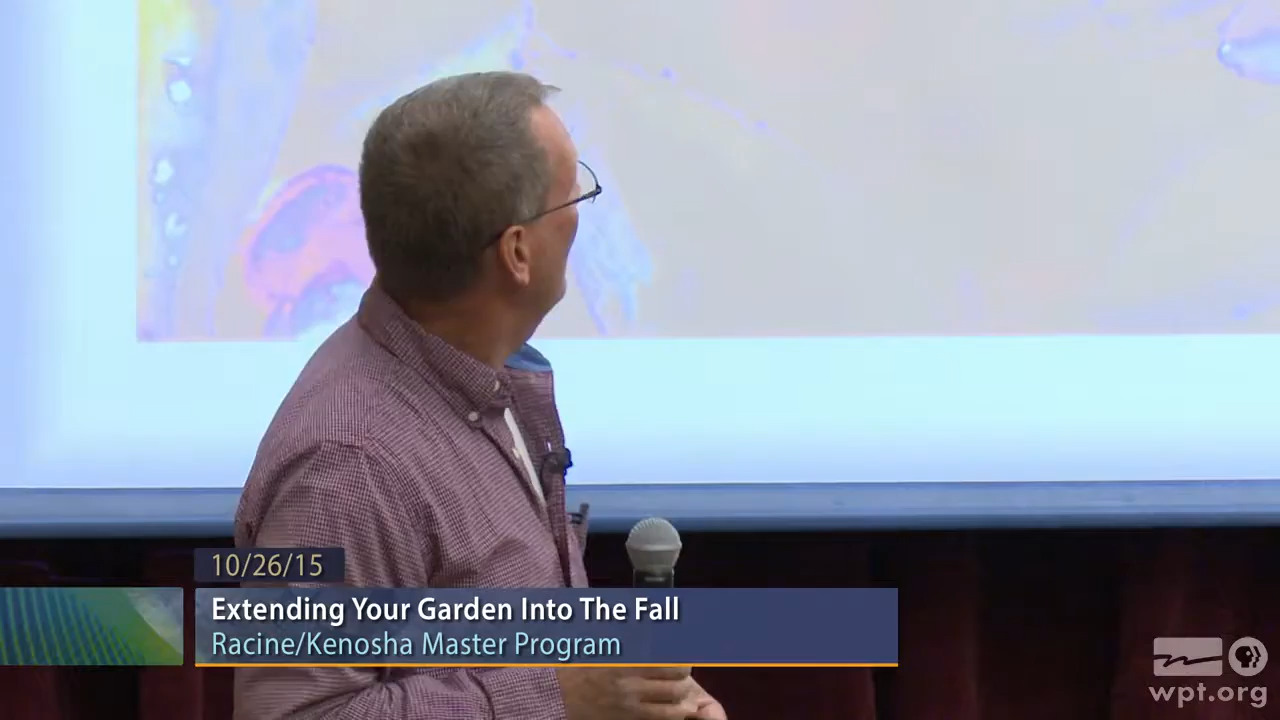 10/26/15
Extending Your Garden Into The Fall
Racine/Kenosha Master Program
wpt.org